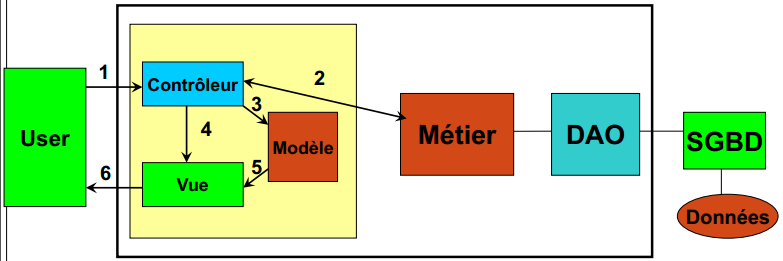 1
Contrôleur
2
3
User
4
Modèle
Métier
DAO
SGBD
5
6
Vue
Données